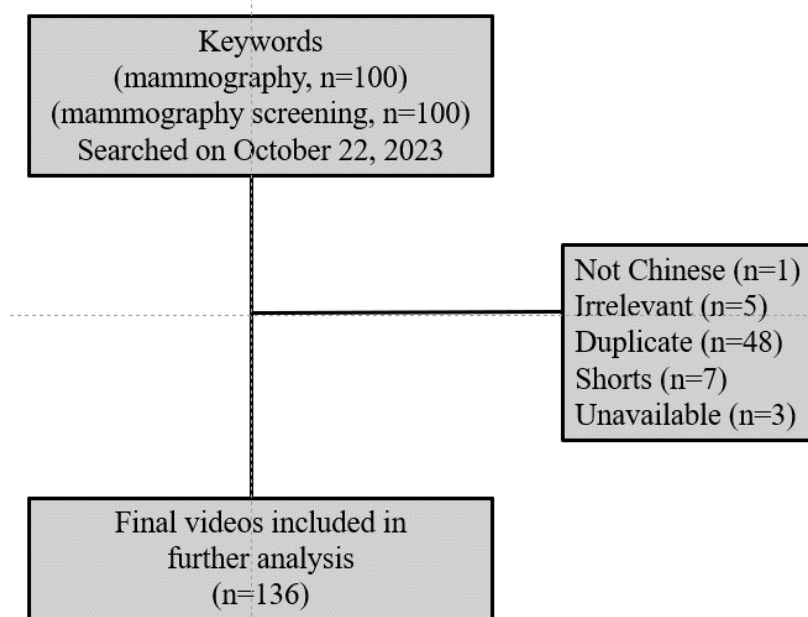 Keywords
(mammography, n=100)
(mammography screening, n=100)
Searched on October 22, 2023
Not Chinese (n=1)
Irrelevant (n=5)
Duplicate (n=48)
Shorts (n=7)
Unavailable (n=3)
Final videos included in
further analysis
(n=136)